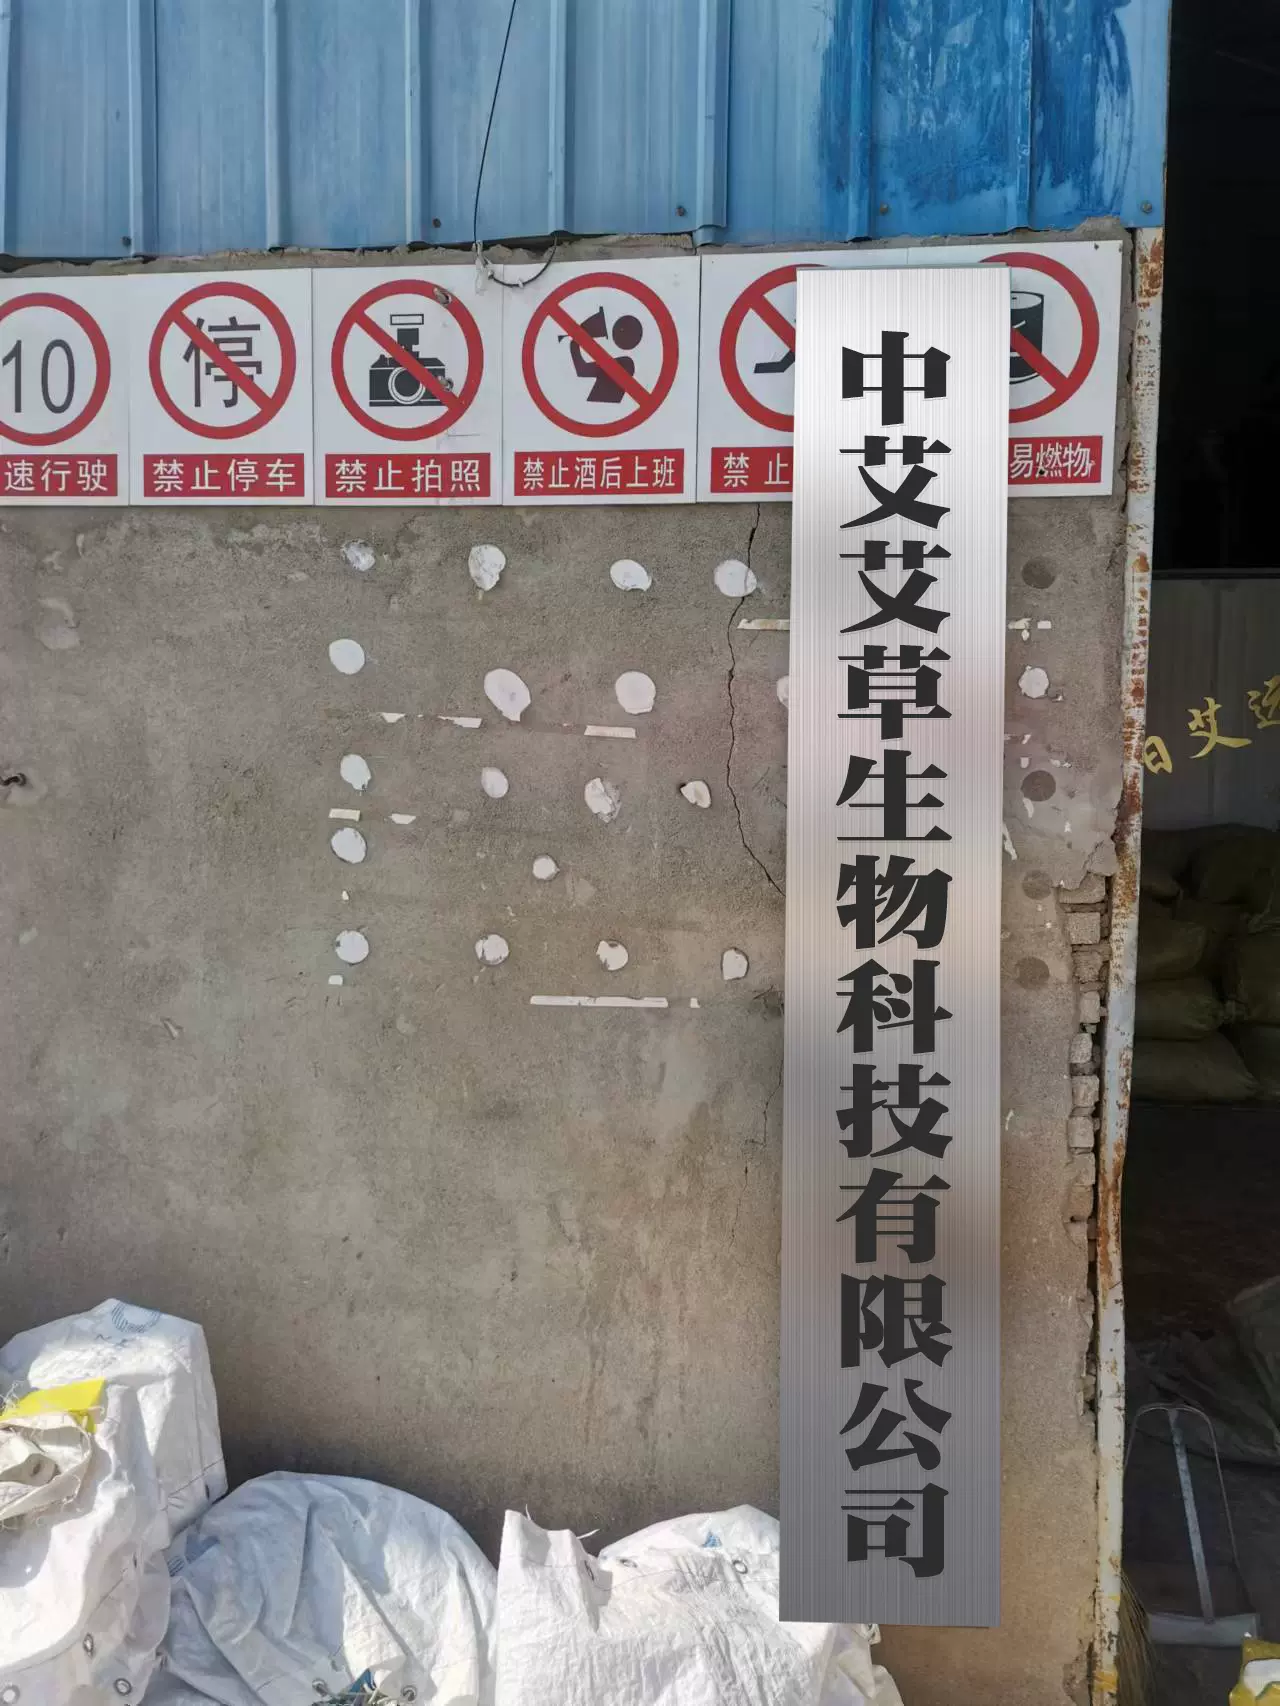 10
停
速行驶
禁止停车
禁止拍照
禁止酒后上班
禁止
易燃物
中艾艾草生物科技有限公司
艾